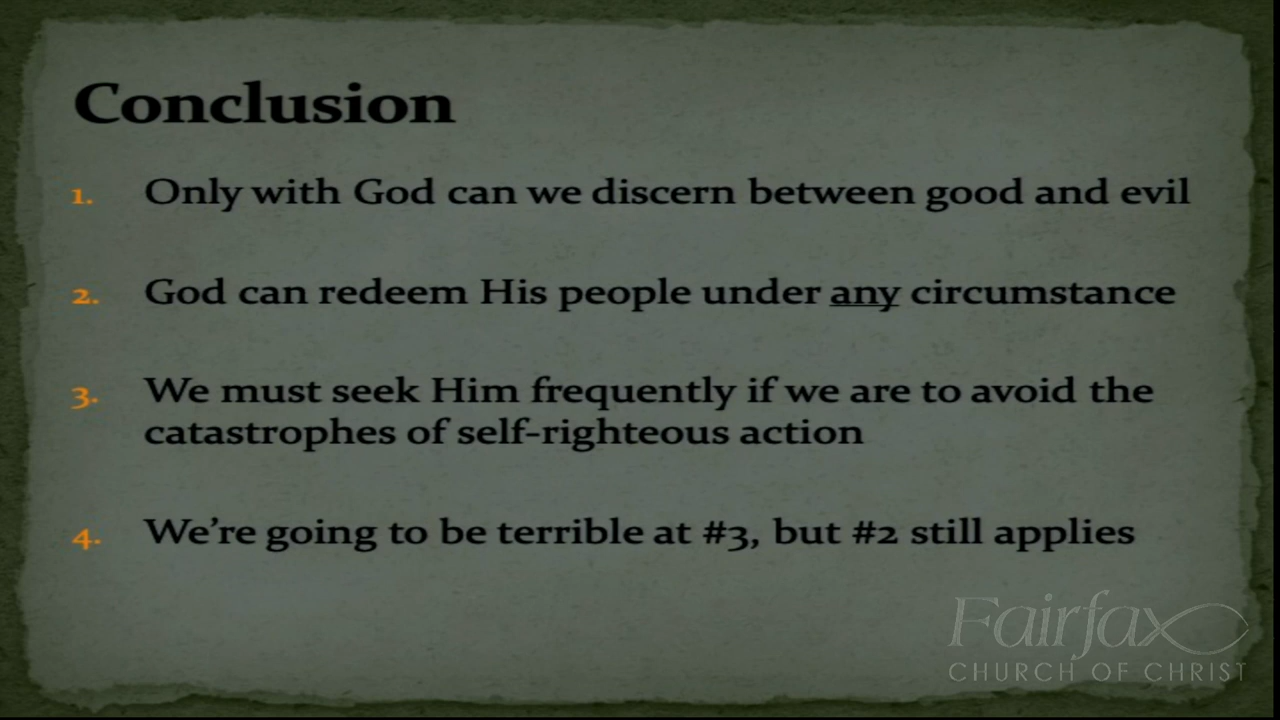 Conclusion
1. Only with God can we discern between good and evil
2. God can redeem His people under any circumstance
3. We must seek Him frequently if we are to avoid the
catastrophes of self-righteous action
4. We're going to be terrible at #3, but #2 still applies
Fairfax
CHURCH OF CHRIST